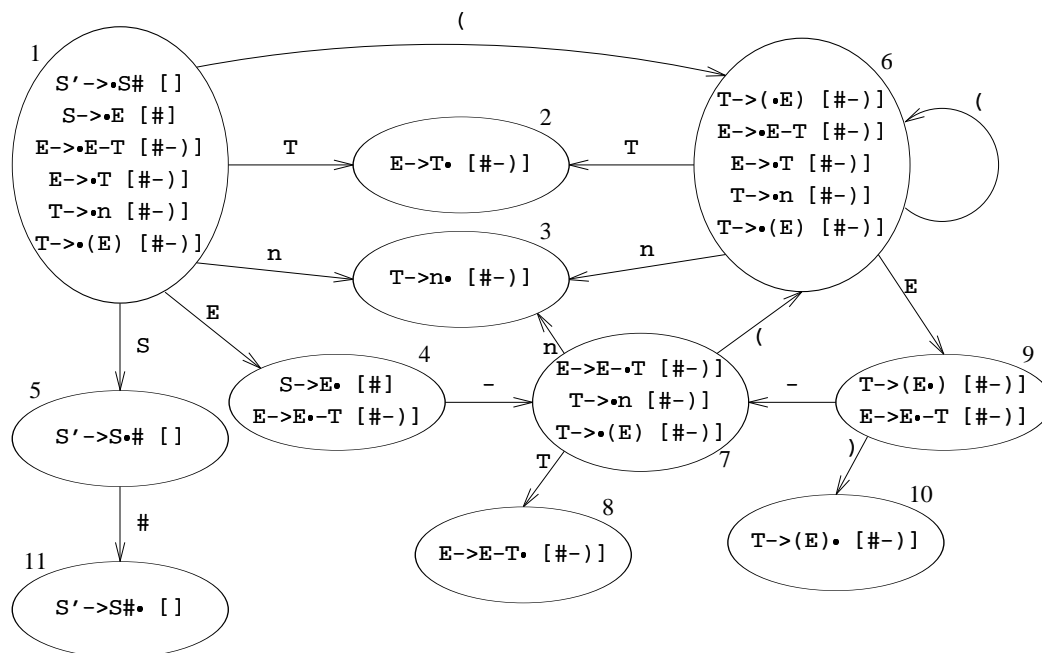 1
S'->•S# []
S->•E [#]
E->•E-T [#-)]
E->•T [#-)]
T->•n [#-)]
T->•(E) [#-)]
(
6
T->(•E) [#-)]
E->•E-T [#-)]
E->•T [#-)]
T->•n [#-)]
T->•(E) [#-)]
(
T
2
E->T• [#-)]
T
n
3
T->n• [#-)]
n
S
E
n
(
E
5
S'->S•# []
4
S->E• [#]
E->E•-T [#-)]
-
E->E-•T [#-)]
T->•n [#-)]
T->•(E) [#-)]
7
-
9
T->(E•) [#-)]
E->E•-T [#-)]
T
)
#
8
E->E-T• [#-)]
10
T->(E)• [#-)]
11
S'->S#• []